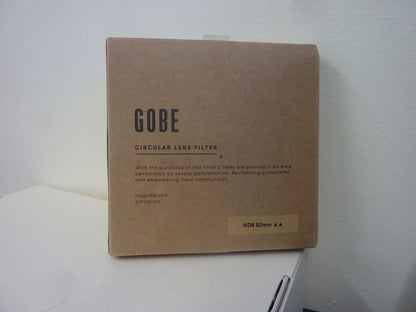 GOBE
CIRCULAR LENS FILTER
With the purchase of this filter 5 trees are planted in an area
devastated by severe deforestation. Revitalising ecosystems
and empowering local communities.
mygobe.com
@mygobe
ND8 82mm ▲▲